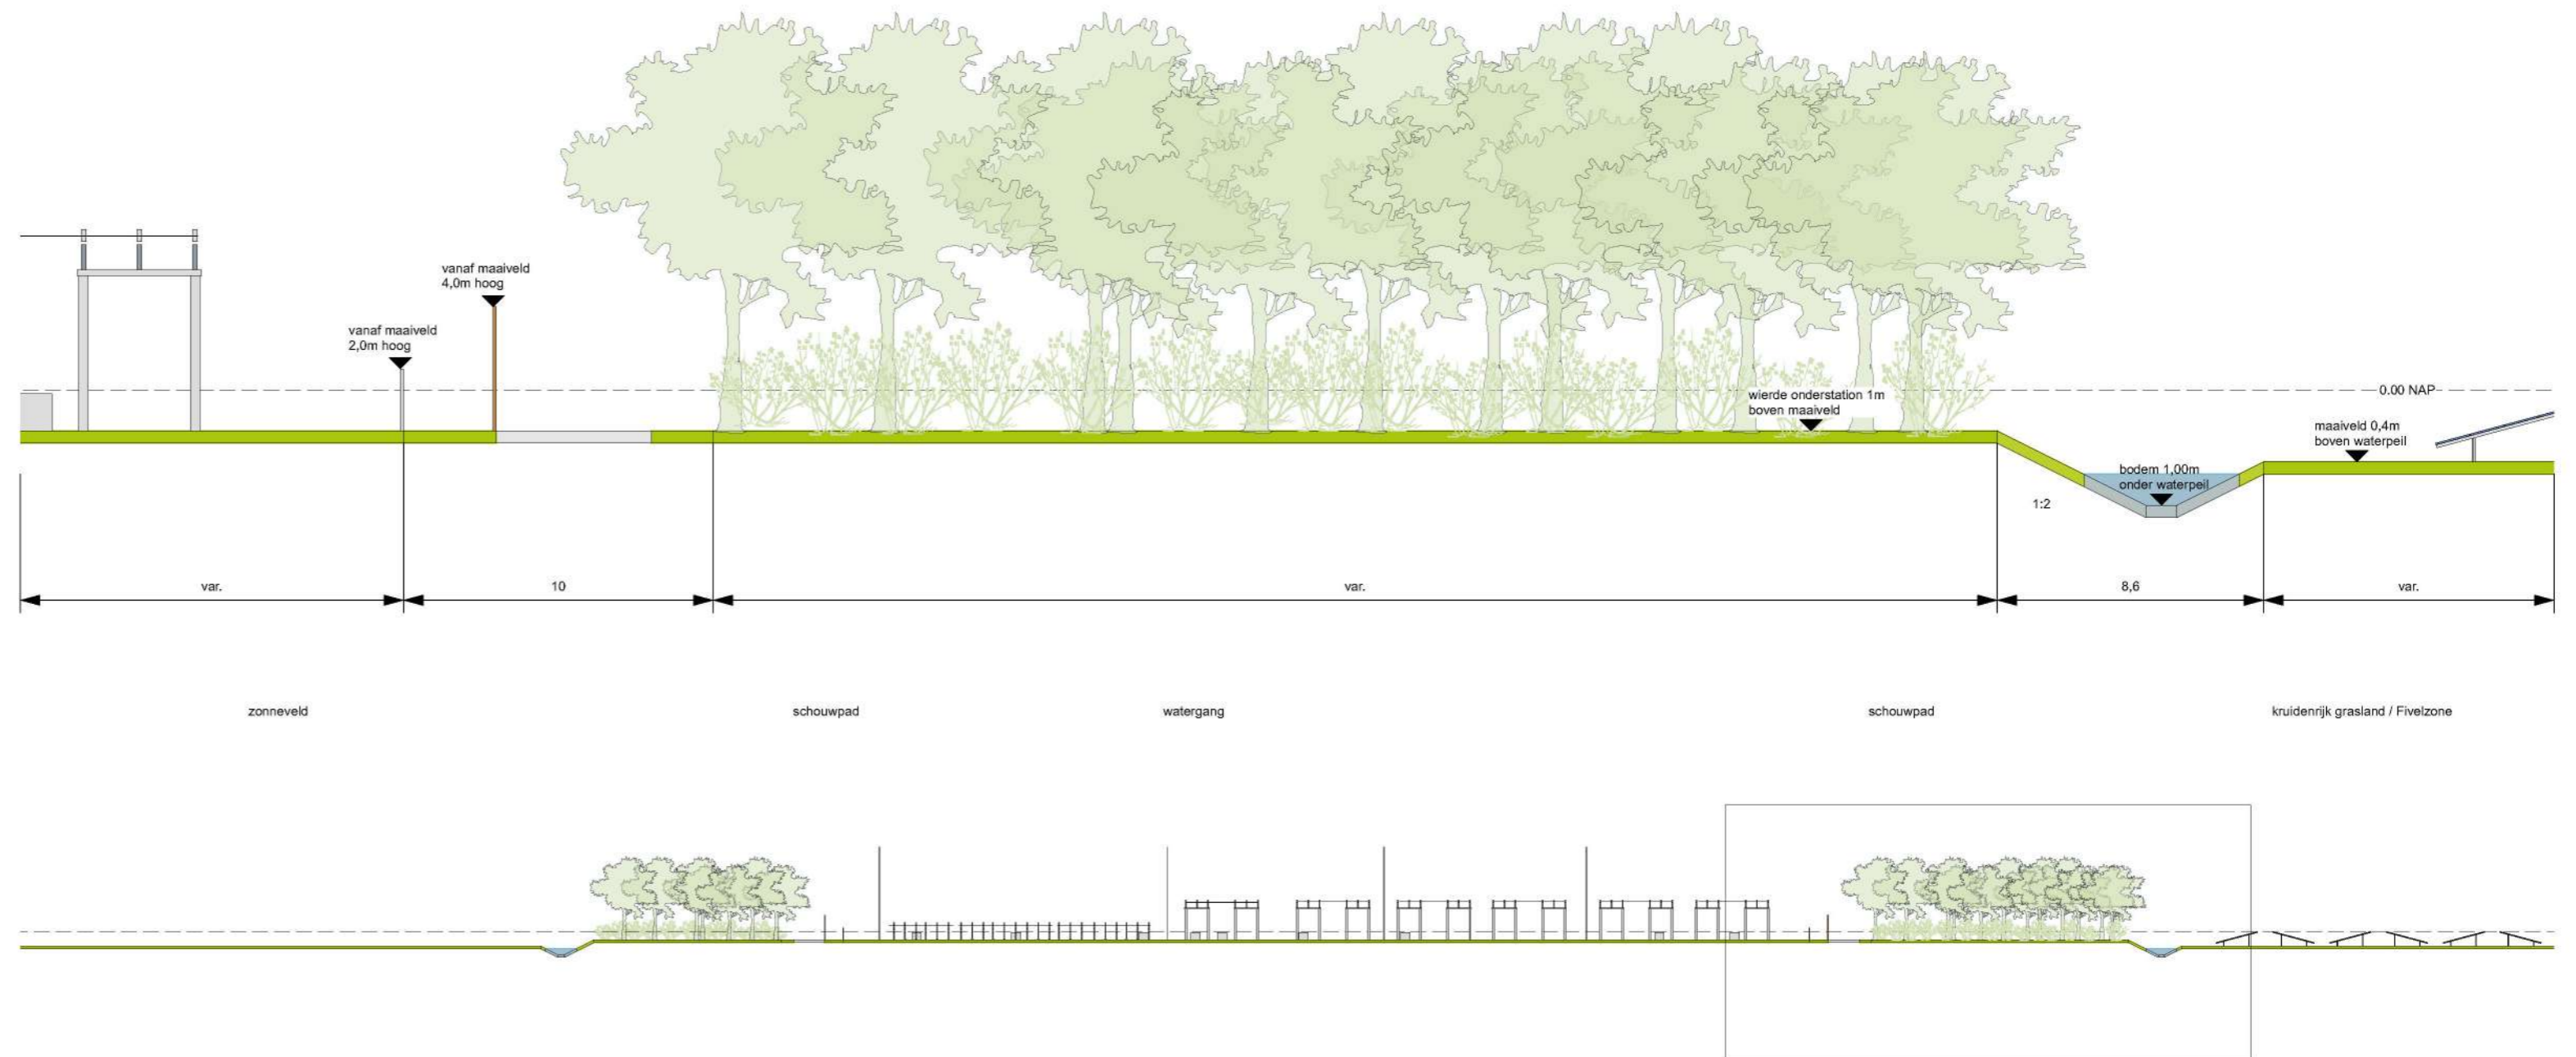 vanaf maaiveld
4,0m hoog
vanaf maaiveld
2,0m hoog
0.00 NAP
wierde onderstation 1m
boven maaiveld
maaiveld 0,4m
boven waterpeil
bodem 1,00m
onder waterpeil
1:2
var.
10
var.
8,6
var.
zonneveld
schouwpad
watergang
schouwpad
kruidenrijk grasland / Fivelzone